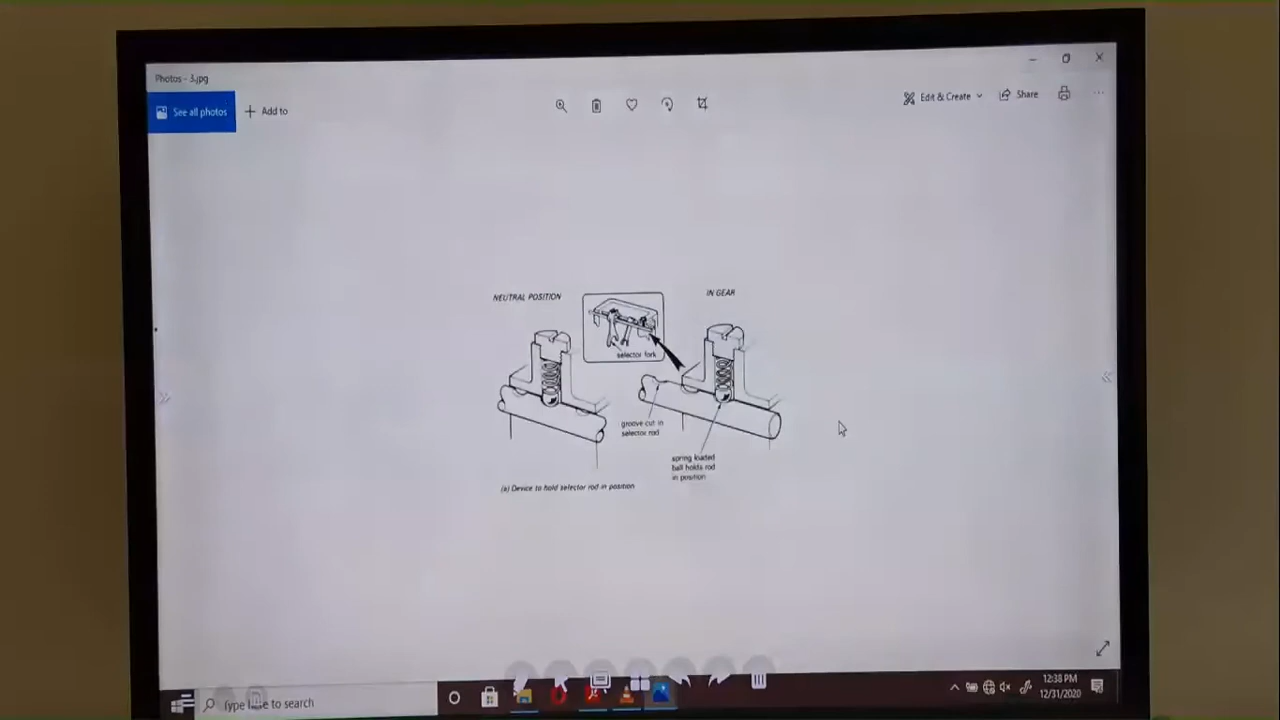 Photos - 3.jpg
See all photos
Add to
Edit & Create
Share
NEUTRAL POSITION
IN GEAR
selector fork
groove cut in
selector rod
spring loaded
ball holds rod
in position
(a) Device to hold selector rod in position
Type here to search
12:38 PM
12/31/2020